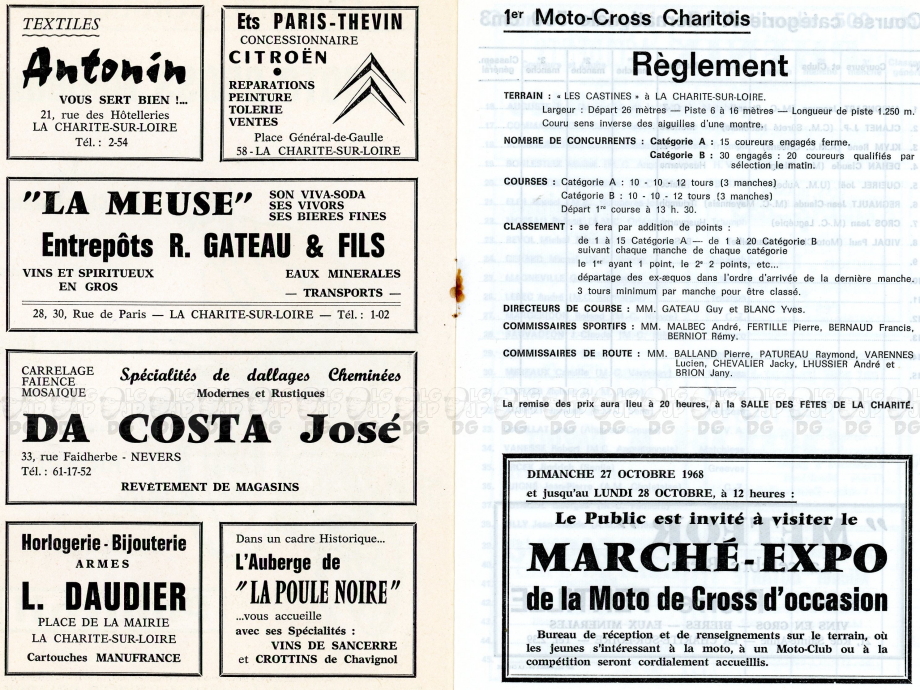 TEXTILES
Antonin
VOUS SERT BIEN !...
21, rue des Hôtelleries
LA CHARITE-SUR-LOIRE
Tél. : 2-54
Ets PARIS-THEVIN
CONCESSIONNAIRE
CITROËN
•
REPARATIONS
PEINTURE
TOLERIE
VENTES
Place Général-de-Gaulle
58 - LA CHARITE-SUR-LOIRE
"LA MEUSE"
SON VIVA-SODA
SES VIVORS
SES BIERES FINES
Entrepôts R. GATEAU & FILS
VINS ET SPIRITUEUX
EN GROS
EAUX MINERALES
— TRANSPORTS —
28, 30, Rue de Paris — LA CHARITE-SUR-LOIRE — Tél. : 1-02
CARRELAGE
FAIENCE
MOSAIQUE
Spécialités de dallages Cheminées
Modernes et Rustiques
DA COSTA José
33, rue Faidherbe - NEVERS
Tél. : 61-17-52
REVÊTEMENT DE MAGASINS
Horlogerie - Bijouterie
ARMES
L. DAUDIER
PLACE DE LA MAIRIE
LA CHARITE-SUR-LOIRE
Cartouches MANUFRANCE
Dans un cadre Historique...
L'Auberge de
"LA POULE NOIRE"
...vous accueille
avec ses Spécialités :
VINS DE SANCERRE
et CROTTINS de Chavignol
1er Moto-Cross Charitois
Règlement
TERRAIN : « LES CASTINES » à LA CHARITE-SUR-LOIRE.
Largeur : Départ 26 mètres — Piste 6 à 16 mètres — Longueur de piste 1.250 m.
Couru sens inverse des aiguilles d'une montre.
NOMBRE DE CONCURRENTS : Catégorie A : 15 coureurs engagés ferme.
Catégorie B : 30 engagés : 20 coureurs qualifiés par
sélection le matin.
COURSES : Catégorie A : 10 - 10 - 12 tours (3 manches)
Catégorie B : 10 - 10 - 12 tours (3 manches)
Départ 1re course à 13 h. 30.
CLASSEMENT : se fera par addition de points :
de 1 à 15 Catégorie A — de 1 à 20 Catégorie B
suivant chaque manche de chaque catégorie
le 1er ayant 1 point, le 2e 2 points, etc...
départage des ex-æquos dans l'ordre d'arrivée de la dernière manche.
3 tours minimum par manche pour être classé.
DIRECTEURS DE COURSE : MM. GATEAU Guy et BLANC Yves.
COMMISSAIRES SPORTIFS : MM. MALBEC André, FERTILLE Pierre, BERNAUD Francis,
BERNIOT Rémy.
COMMISSAIRES DE ROUTE : MM. BALLAND Pierre, PATUREAU Raymond, VARENNES
Lucien, CHEVALIER Jacky, LHUSSIER André et
BRION Jany.
La remise des prix aura lieu à 20 heures, à la SALLE DES FÊTES DE LA CHARITÉ.
DIMANCHE 27 OCTOBRE 1968
et jusqu'au LUNDI 28 OCTOBRE, à 12 heures :
Le Public est invité à visiter le
MARCHÉ-EXPO
de la Moto de Cross d'occasion
Bureau de réception et de renseignements sur le terrain, où
les jeunes s'intéressant à la moto, à un Moto-Club ou à la
compétition seront cordialement accueillis.